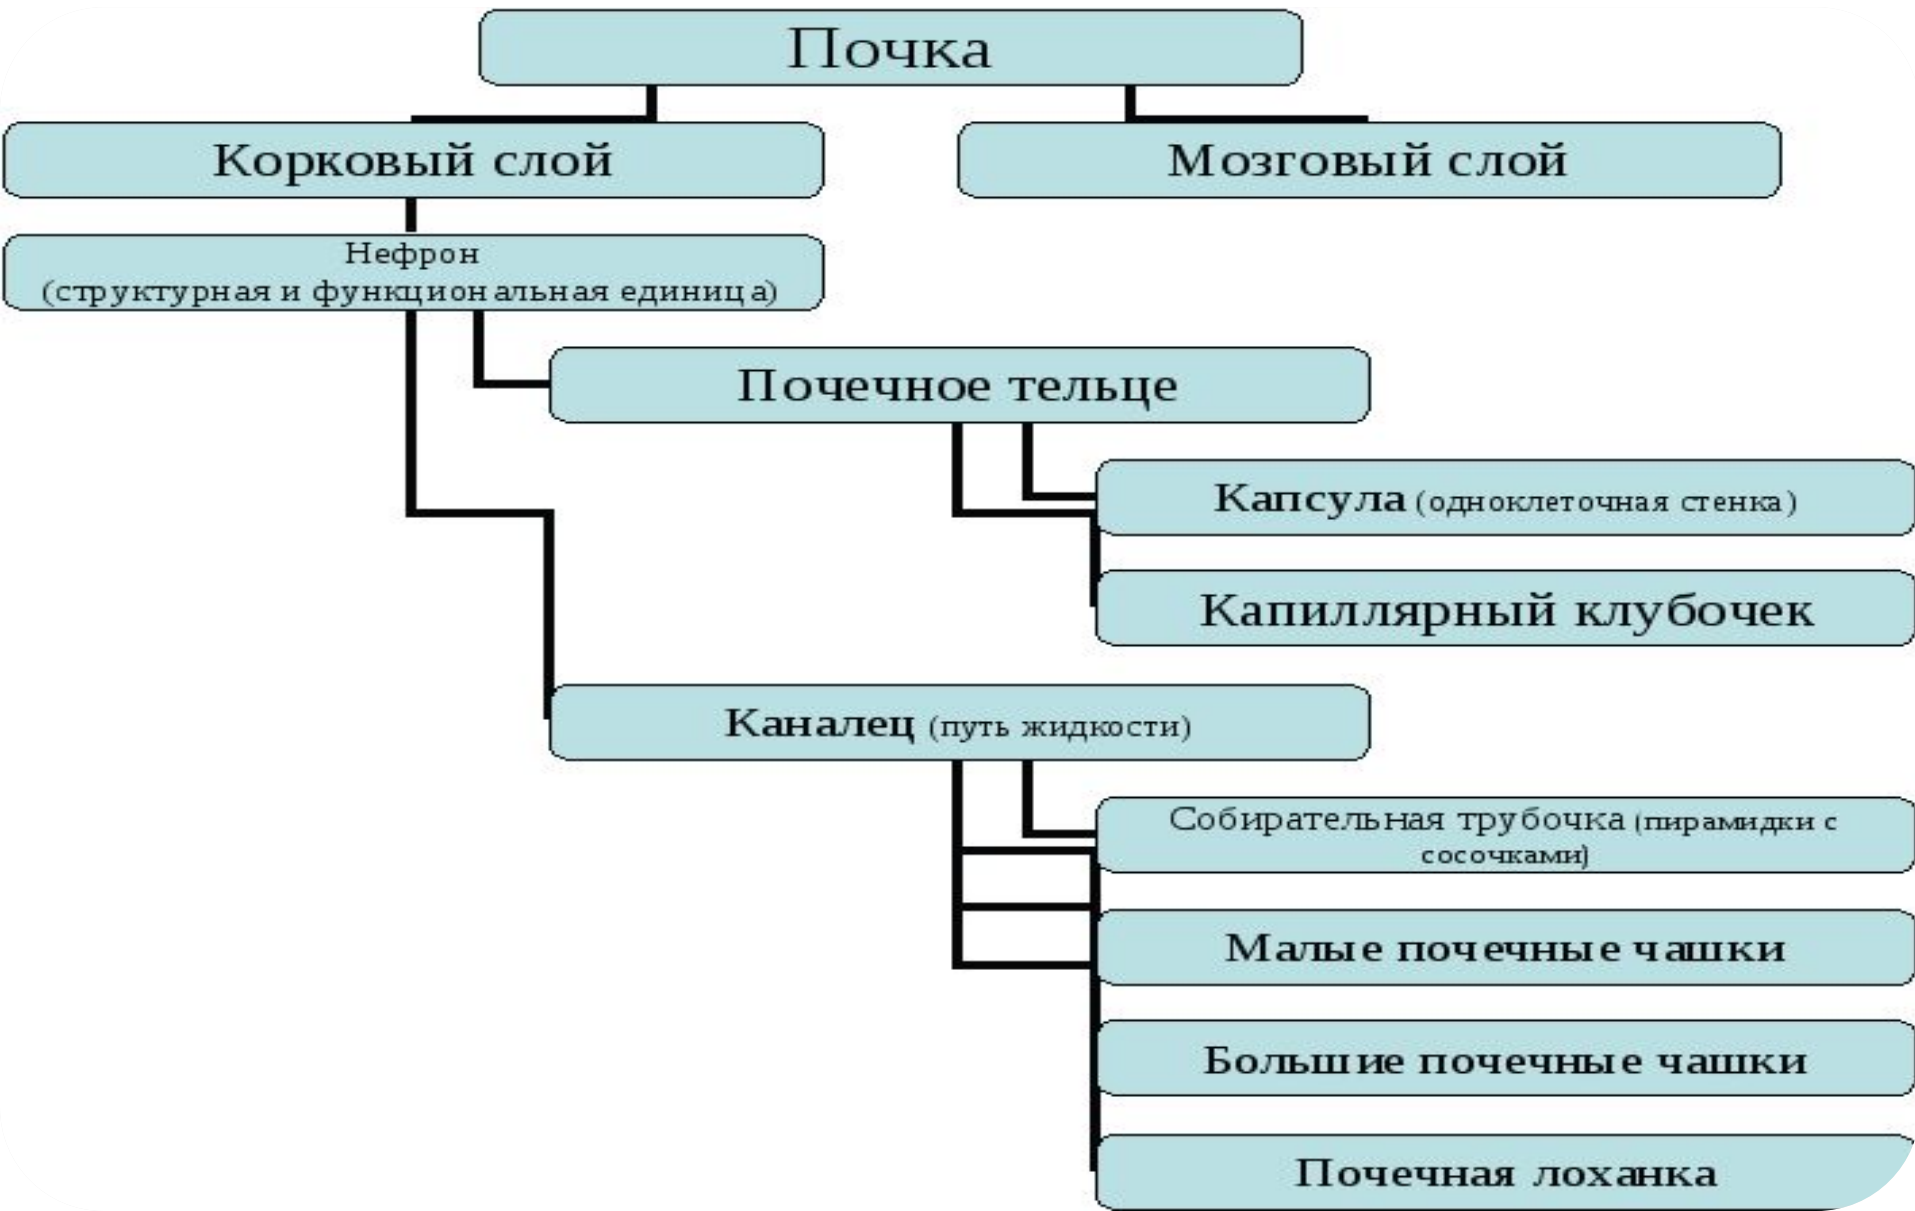 Почка
Корковый слой
Мозговый слой
Нефрон
(структурная и функциональная единица)
Почечное тельце
Капсула (одноклеточная стенка)
Капиллярный клубочек
Каналец (путь жидкости)
Собирательная трубочка (пирамидки с
сосочками)
Малые почечные чашки
Большие почечные чашки
Почечная лоханка